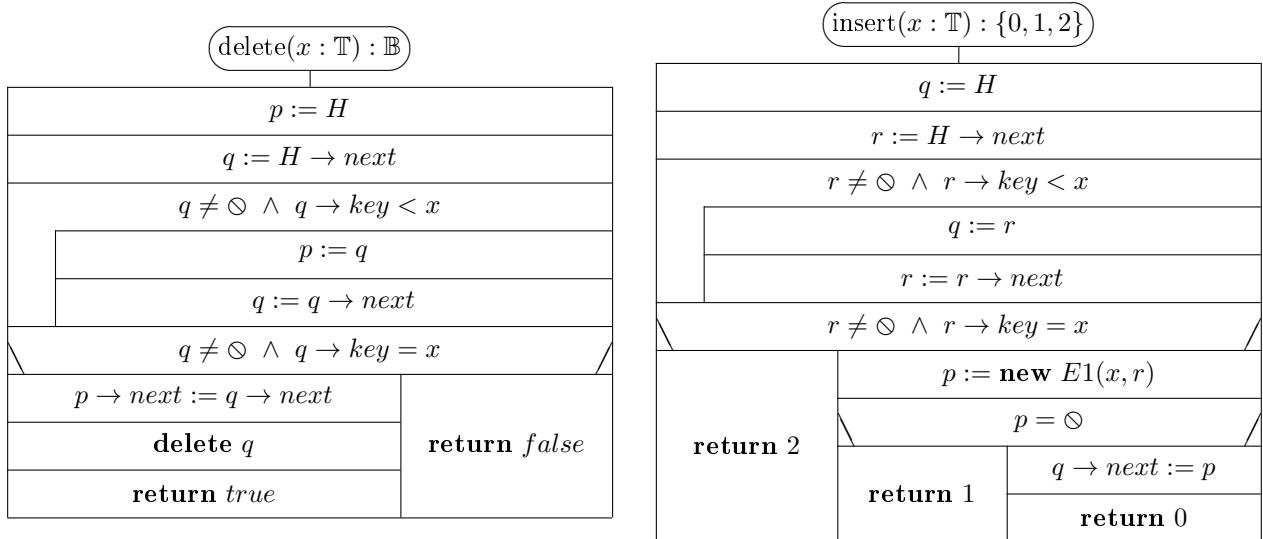 delete(x : 𝕋) : 𝔹
p := H
q := H → next
q ≠ ⦸ ∧ q → key < x
p := q
q := q → next
q ≠ ⦸ ∧ q → key = x
p → next := q → next
delete q
return true
return false
insert(x : 𝕋) : {0, 1, 2}
q := H
r := H → next
r ≠ ⦸ ∧ r → key < x
q := r
r := r → next
r ≠ ⦸ ∧ r → key = x
return 2
p := new E1(x, r)
p = ⦸
return 1
q → next := p
return 0